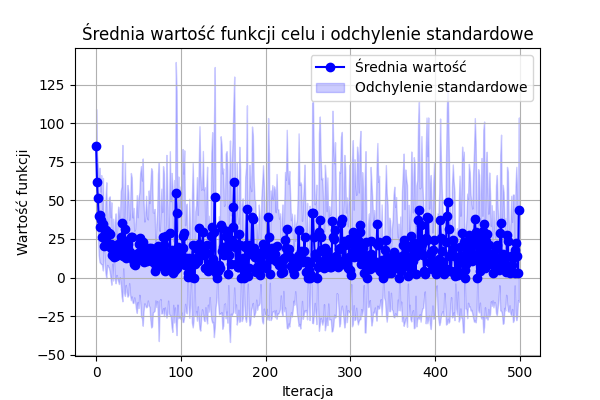 Średnia wartość funkcji celu i odchylenie standardowe
Średnia wartość
Odchylenie standardowe
Wartość funkcji
125
100
75
50
25
0
−25
−50
0
100
200
300
400
500
Iteracja